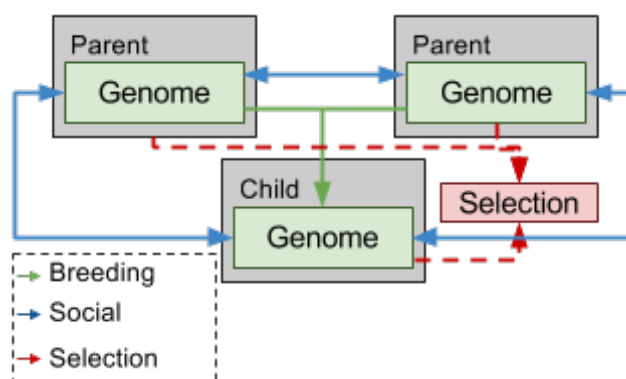 Parent
Parent
Genome
Genome
Child
Selection
Genome
Breeding
Social
Selection